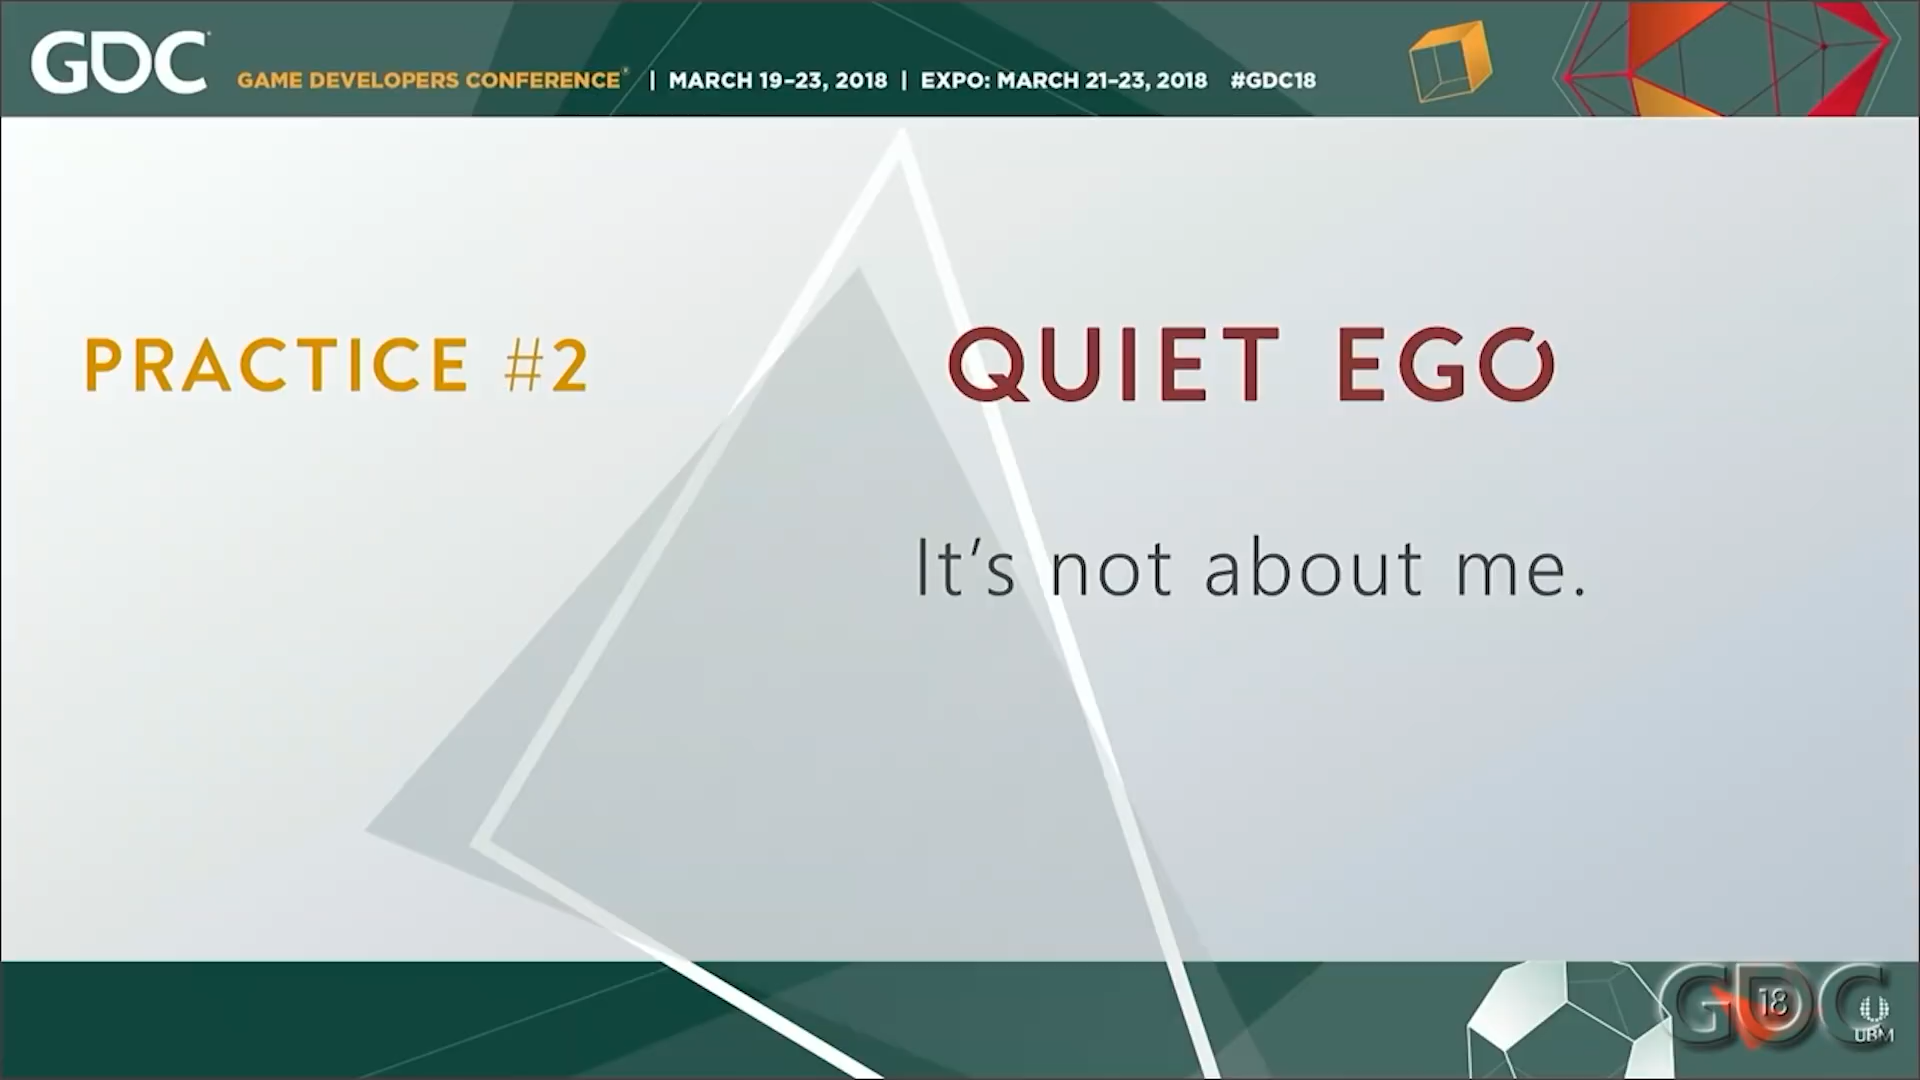 GDC
GAME DEVELOPERS CONFERENCE® | MARCH 19–23, 2018 | EXPO: MARCH 21–23, 2018 #GDC18
PRACTICE #2
QUIET EGO
It's not about me.
GDC
18
UBM